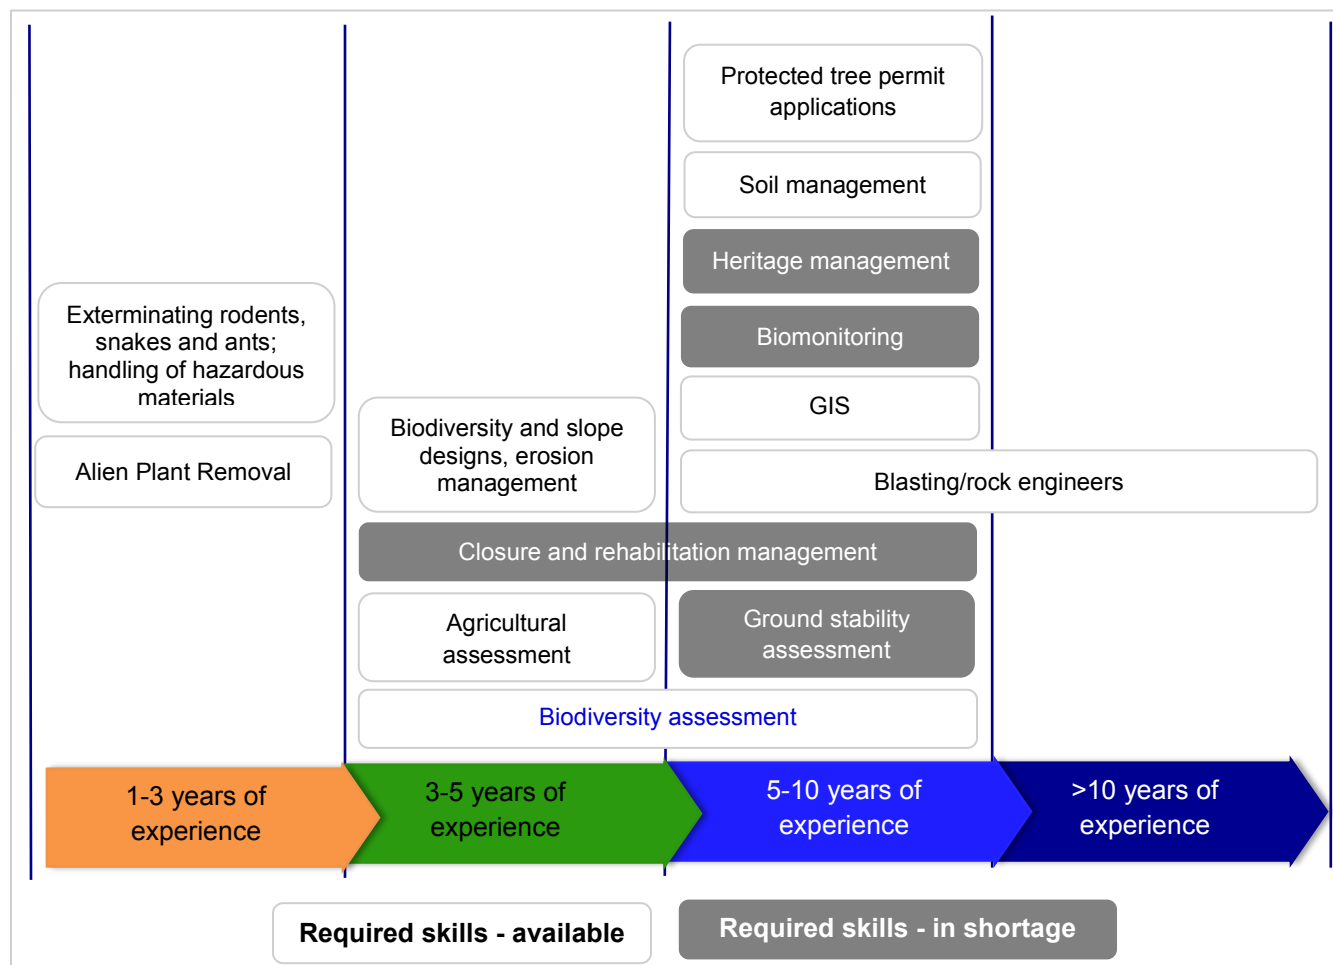 Protected tree permit
applications
Soil management
Heritage management
Exterminating rodents,
snakes and ants;
handling of hazardous
materials
Biomonitoring
GIS
Biodiversity and slope
designs, erosion
management
Alien Plant Removal
Blasting/rock engineers
Closure and rehabilitation management
Agricultural
assessment
Ground stability
assessment
Biodiversity assessment
1-3 years of
experience
3-5 years of
experience
5-10 years of
experience
>10 years of
experience
Required skills - available
Required skills - in shortage